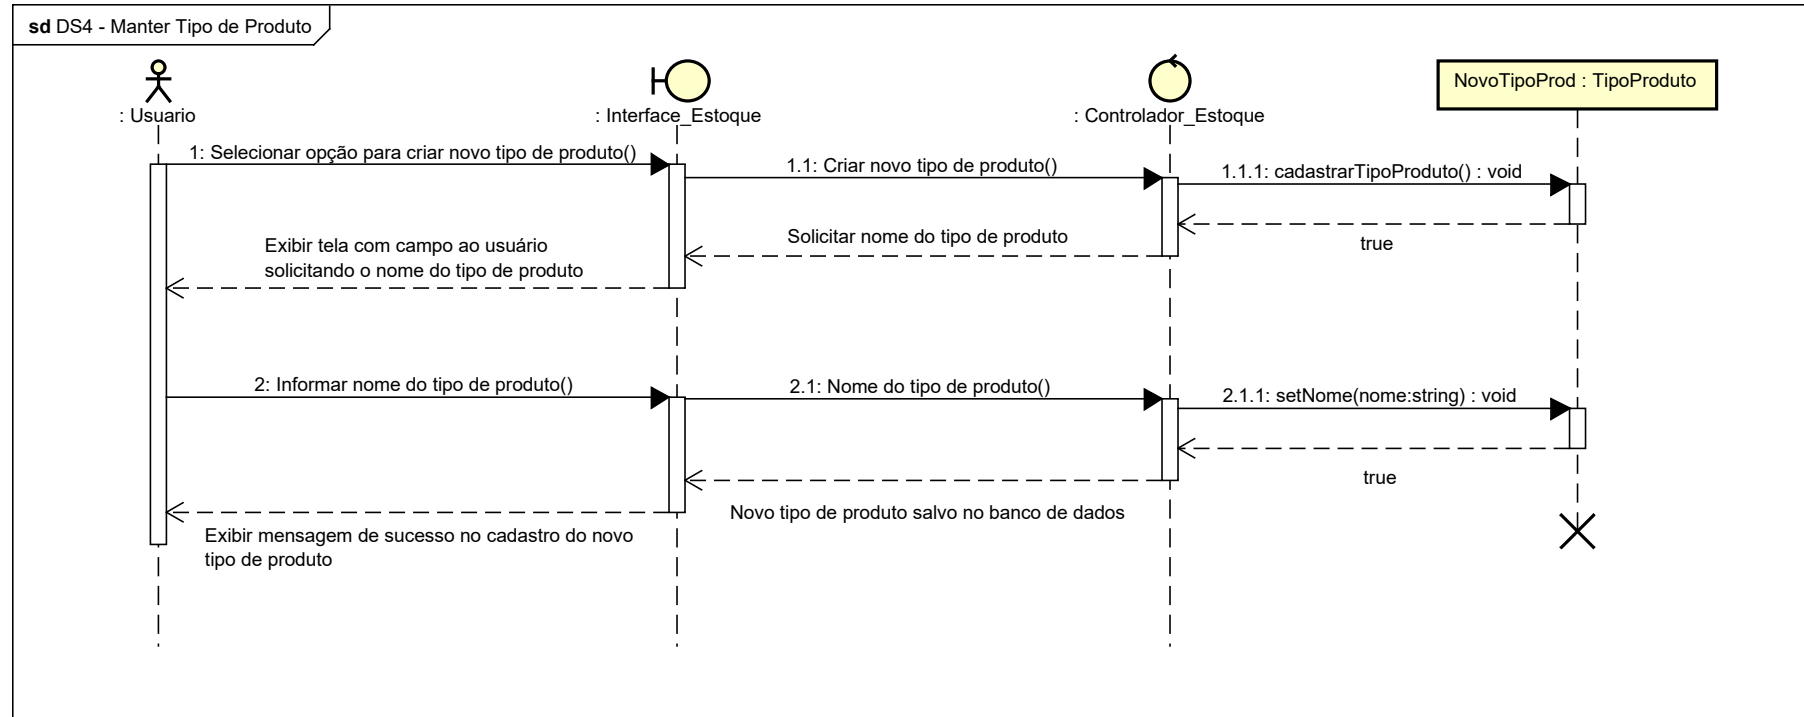 sd DS4 - Manter Tipo de Produto
: Usuario
: Interface_Estoque
: Controlador_Estoque
NovoTipoProd : TipoProduto
1: Selecionar opção para criar novo tipo de produto()
1.1: Criar novo tipo de produto()
1.1.1: cadastrarTipoProduto() : void
true
Solicitar nome do tipo de produto
Exibir tela com campo ao usuário
solicitando o nome do tipo de produto
2: Informar nome do tipo de produto()
2.1: Nome do tipo de produto()
2.1.1: setNome(nome:string) : void
true
Novo tipo de produto salvo no banco de dados
Exibir mensagem de sucesso no cadastro do novo
tipo de produto